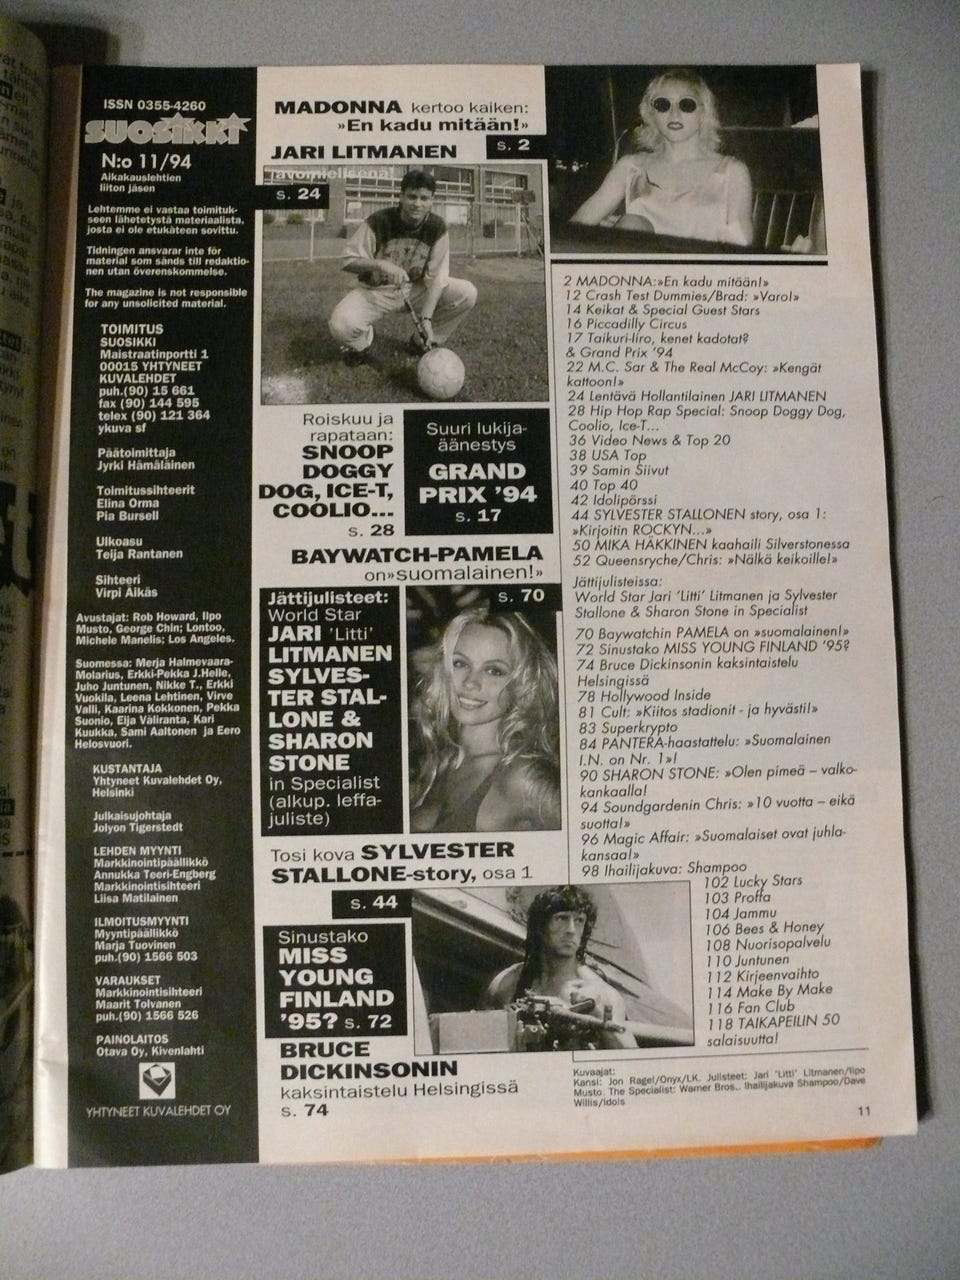 ISSN 0355-4260
SUOSIKKI
N:o 11/94
Aikakauslehtien
liiton jäsen
Lehtemme ei vastaa toimituk-
seen lähetetystä materiaalista,
josta ei ole etukäteen sovittu.
Tidningen ansvarar inte för
material som sänds till redaktio-
nen utan överenskommelse.
The magazine is not responsible
for any unsolicited material.
TOIMITUS
SUOSIKKI
Maistraatinportti 1
00015 YHTYNEET
KUVALEHDET
puh.(90) 15 661
fax (90) 144 595
telex (90) 121 364
ykuva sf
Päätoimittaja
Jyrki Hämäläinen
Toimitussihteerit
Elina Orma
Pia Bursell
Ulkoasu
Teija Rantanen
Sihteeri
Virpi Äikäs
Avustajat: Rob Howard, Ilpo
Musto, George Chin; Lontoo,
Michele Manelis; Los Angeles.
Suomessa: Merja Halmevaara-
Molarius, Erkki-Pekka J.Helle,
Juho Juntunen, Nikke T., Erkki
Vuokila, Leena Lehtinen, Virve
Valli, Kaarina Kokkonen, Pekka
Suonio, Eija Väliranta, Kari
Kuukka, Sami Aaltonen ja Eero
Helosvuori.
KUSTANTAJA
Yhtyneet Kuvalehdet Oy,
Helsinki
Julkaisujohtaja
Jolyon Tigerstedt
LEHDEN MYYNTI
Markkinointipäällikkö
Annukka Teeri-Engberg
Markkinointisihteeri
Liisa Matilainen
ILMOITUSMYYNTI
Myyntipäällikkö
Marja Tuovinen
puh.(90) 1566 503
VARAUKSET
Markkinointisihteeri
Maarit Tolvanen
puh.(90) 1566 526
PAINOLAITOS
Otava Oy, Kivenlahti
YHTYNEET KUVALEHDET OY
MADONNA kertoo kaiken:
»En kadu mitään!»
s. 2
JARI LITMANEN
avomielisenä!
s. 24
Roiskuu ja
rapataan:
SNOOP
DOGGY
DOG, ICE-T,
COOLIO...
s. 28
Suuri lukija-
äänestys
GRAND
PRIX '94
s. 17
BAYWATCH-PAMELA
on»suomalainen!»
s. 70
Jättijulisteet:
World Star
JARI 'Litti'
LITMANEN
SYLVES-
TER STAL-
LONE &
SHARON
STONE
in Specialist
(alkup. leffa-
juliste)
Tosi kova SYLVESTER
STALLONE-story, osa 1
s. 44
Sinustako
MISS
YOUNG
FINLAND
'95? s. 72
BRUCE
DICKINSONIN
kaksintaistelu Helsingissä
s. 74
2 MADONNA:»En kadu mitään!»
12 Crash Test Dummies/Brad: »Varo!»
14 Keikat & Special Guest Stars
16 Piccadilly Circus
17 Taikuri-Iiro, kenet kadotat?
& Grand Prix '94
22 M.C. Sar & The Real McCoy: »Kengät
kattoon!»
24 Lentävä Hollantilainen JARI LITMANEN
28 Hip Hop Rap Special: Snoop Doggy Dog,
Coolio, Ice-T...
36 Video News & Top 20
38 USA Top
39 Samin Siivut
40 Top 40
42 Idolipörssi
44 SYLVESTER STALLONEN story, osa 1:
»Kirjoitin ROCKYN...»
50 MIKA HÄKKINEN kaahaili Silverstonessa
52 Queensryche/Chris: »Nälkä keikoille!»
Jättijulisteissa:
World Star Jari 'Litti' Litmanen ja Sylvester
Stallone & Sharon Stone in Specialist
70 Baywatchin PAMELA on »suomalainen!»
72 Sinustako MISS YOUNG FINLAND '95?
74 Bruce Dickinsonin kaksintaistelu
Helsingissä
78 Hollywood Inside
81 Cult: »Kiitos stadionit - ja hyvästi!»
83 Superkrypto
84 PANTERA-haastattelu: »Suomalainen
I.N. on Nr. 1»!
90 SHARON STONE: »Olen pimeä – valko-
kankaalla!
94 Soundgardenin Chris: »10 vuotta – eikä
suotta!»
96 Magic Affair: »Suomalaiset ovat juhla-
kansaa!»
98 Ihailijakuva: Shampoo
102 Lucky Stars
103 Proffa
104 Jammu
106 Bees & Honey
108 Nuorisopalvelu
110 Juntunen
112 Kirjeenvaihto
114 Make By Make
116 Fan Club
118 TAIKAPEILIN 50
salaisuutta!
Kuvaajat:
Kansi: Jon Ragel/Onyx/LK. Julisteet: Jari 'Litti' Litmanen/Ilpo
Musto. The Specialist: Warner Bros.. Ihailijakuva Shampoo/Dave
Willis/Idols
11